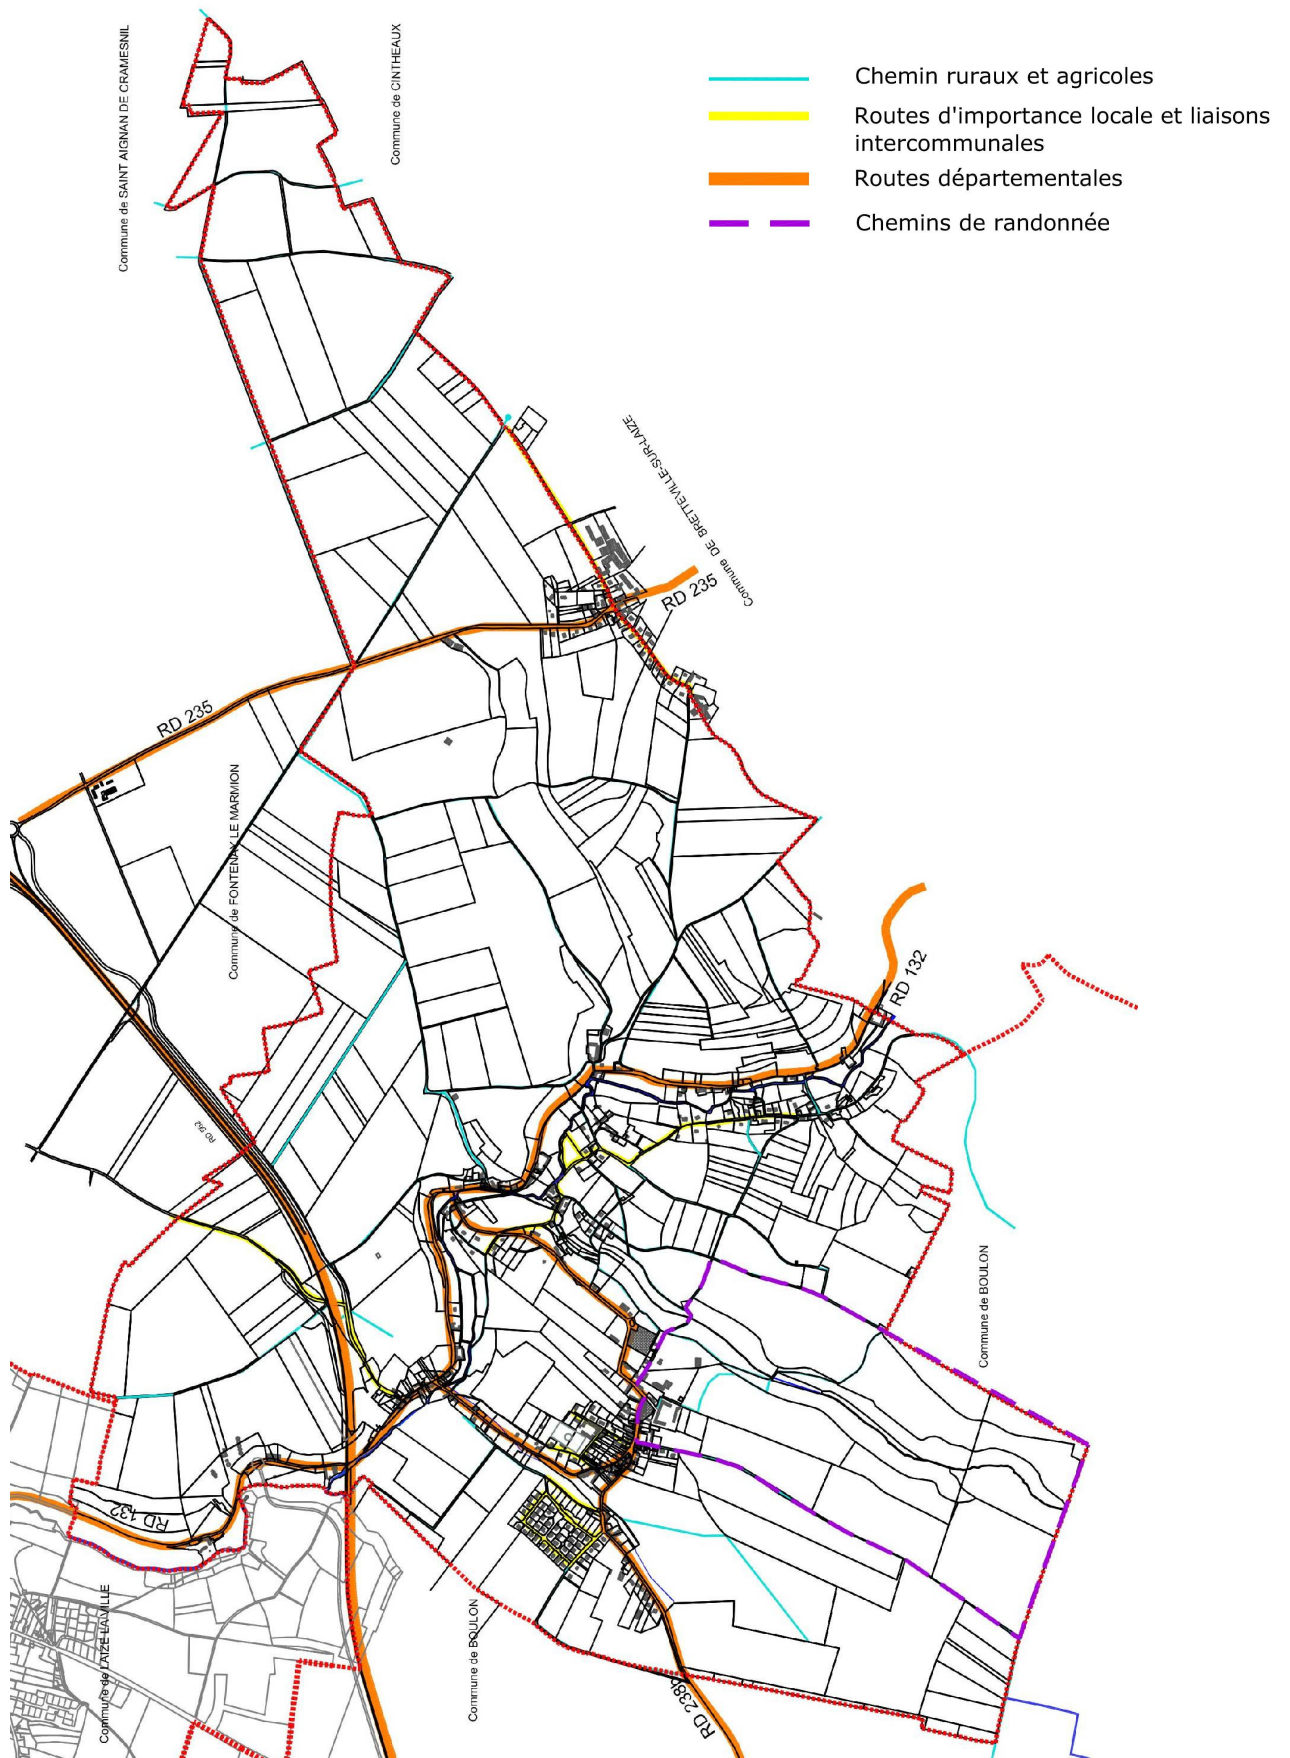 Commune de SAINT AIGNAN DE CRAMESNIL
Commune de CINTHEAUX
Chemin ruraux et agricoles
Routes d'importance locale et liaisons
intercommunales
Routes départementales
Chemins de randonnée
Commune DE BRETTEVILLE-SUR-LAIZE
RD 235
RD 235
Commune de FONTENAY LE MARMION
RD 132
RD 562
Commune de BOULON
RD 132
Commune de LAIZE LA VILLE
Commune de BOULON
RD 238b